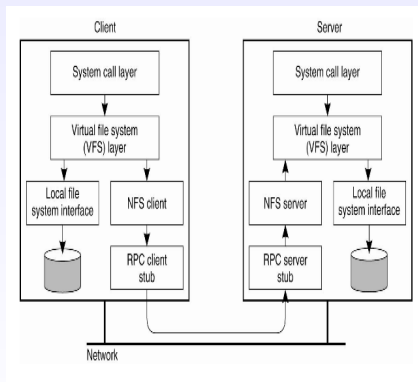 Client
System call layer
Virtual file system
(VFS) layer
Local file
system interface
NFS client
RPC client
stub
Server
System call layer
Virtual file system
(VFS) layer
NFS server
Local file
system interface
RPC server
stub
Network